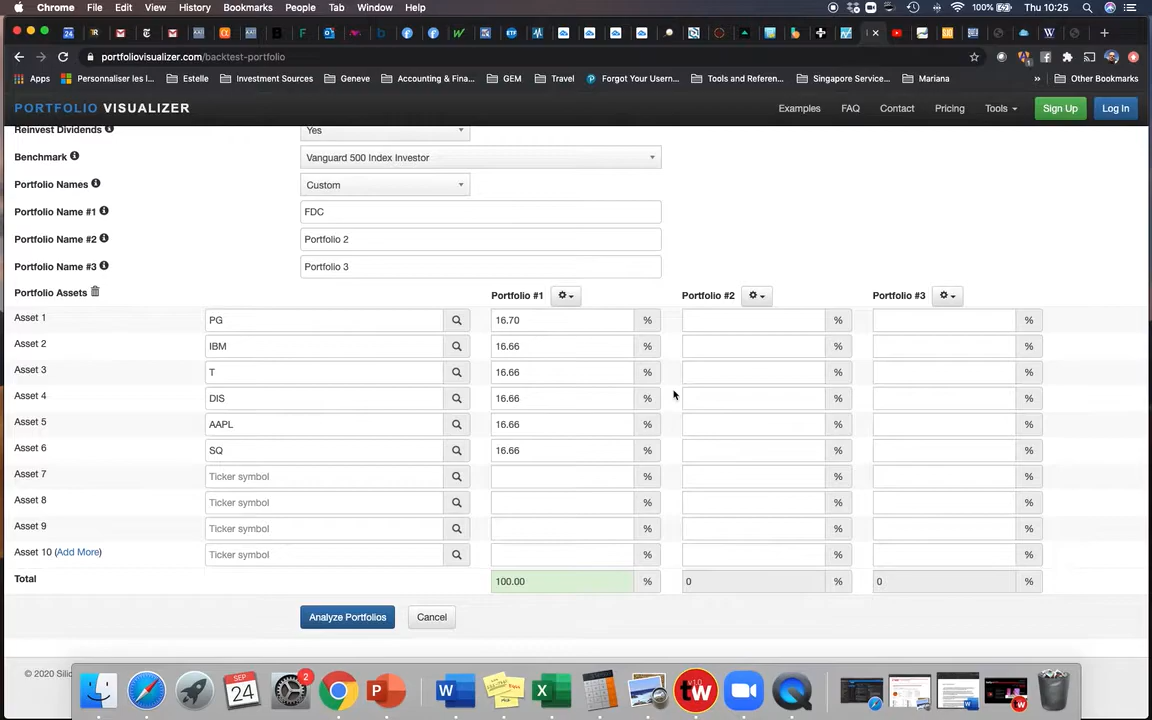 Chrome File Edit View History Bookmarks People Tab Window Help 100% Thu 10:25
portfoliovisualizer.com/backtest-portfolio
Apps Personnaliser les l... Estelle Investment Sources Geneve Accounting & Fina... GEM Travel Forgot Your Usern... Tools and Referen... Singapore Service... Mariana » Other Bookmarks
PORTFOLIO VISUALIZER Examples FAQ Contact Pricing Tools Sign Up Log In
Reinvest Dividends Yes
Benchmark Vanguard 500 Index Investor
Portfolio Names Custom
Portfolio Name #1 FDC
Portfolio Name #2 Portfolio 2
Portfolio Name #3 Portfolio 3
Portfolio Assets Portfolio #1 Portfolio #2 Portfolio #3
Asset 1 PG 16.70 % % %
Asset 2 IBM 16.66 % % %
Asset 3 T 16.66 % % %
Asset 4 DIS 16.66 % % %
Asset 5 AAPL 16.66 % % %
Asset 6 SQ 16.66 % % %
Asset 7 Ticker symbol % % %
Asset 8 Ticker symbol % % %
Asset 9 Ticker symbol % % %
Asset 10 (Add More) Ticker symbol % % %
Total 100.00 % 0 % 0 %
Analyze Portfolios Cancel
© 2020 Silic
SEP
24
2